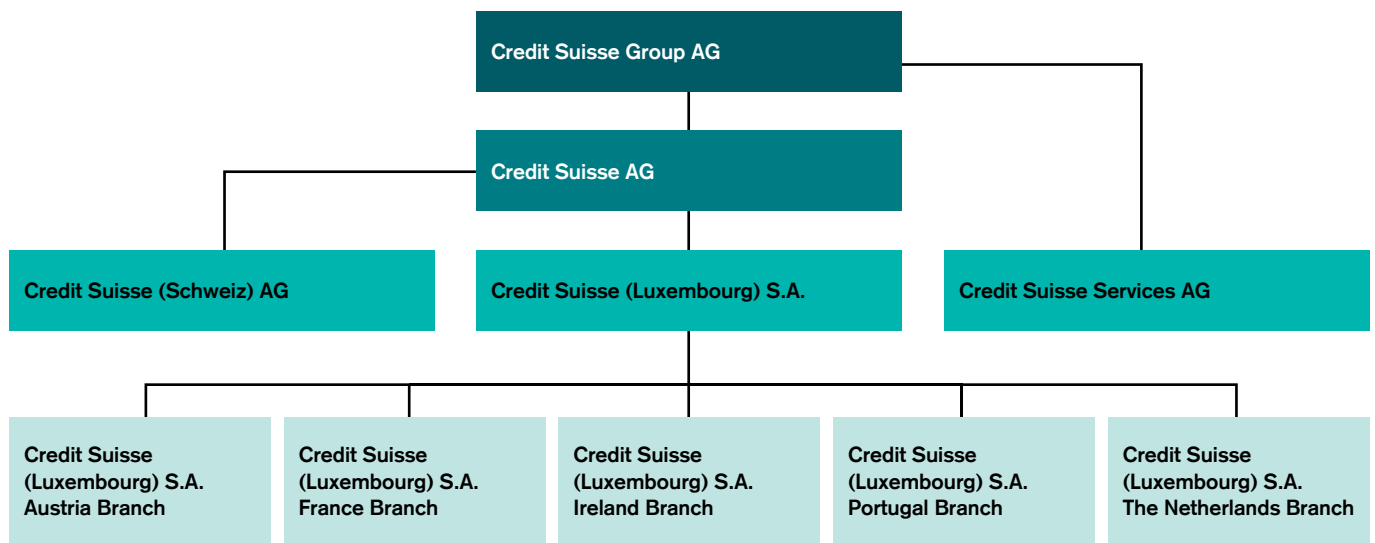 Credit Suisse Group AG
Credit Suisse AG
Credit Suisse (Schweiz) AG
Credit Suisse (Luxembourg) S.A.
Credit Suisse Services AG
Credit Suisse
(Luxembourg) S.A.
Austria Branch
Credit Suisse
(Luxembourg) S.A.
France Branch
Credit Suisse
(Luxembourg) S.A.
Ireland Branch
Credit Suisse
(Luxembourg) S.A.
Portugal Branch
Credit Suisse
(Luxembourg) S.A.
The Netherlands Branch